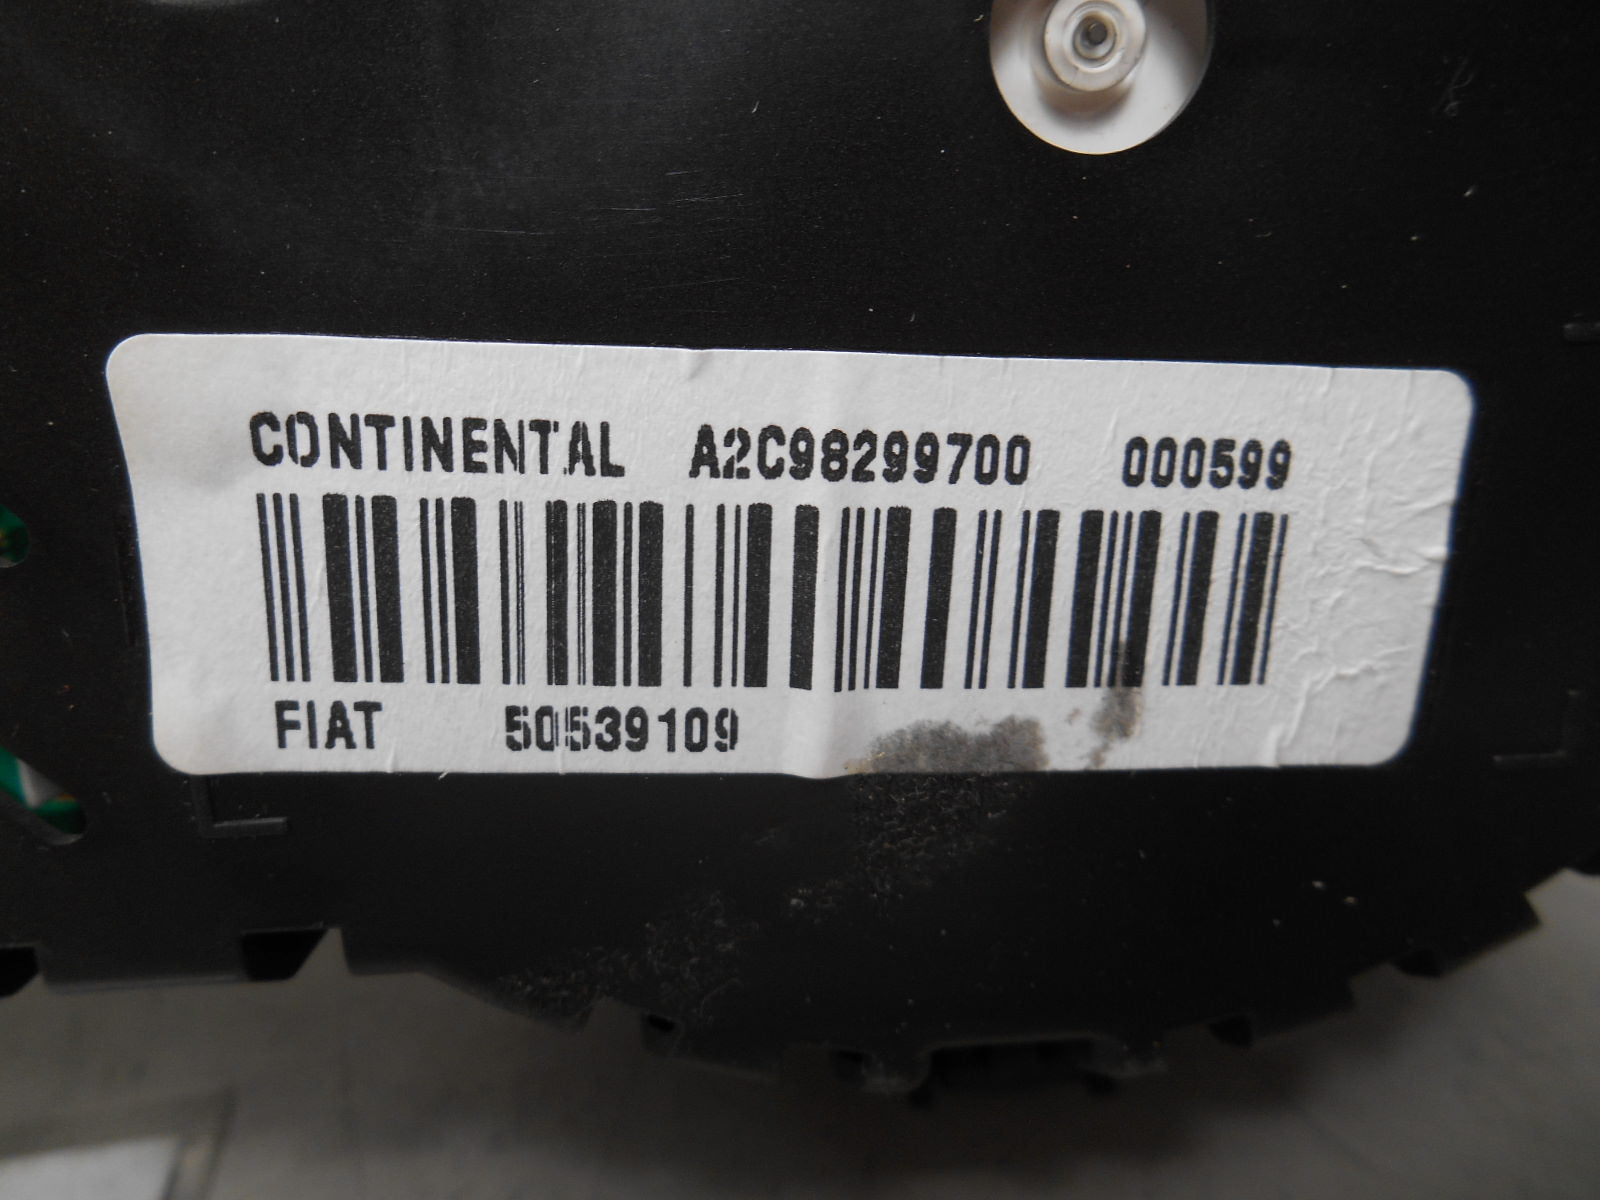 CONTINENTAL A2C98299700 000599
FIAT 50539109